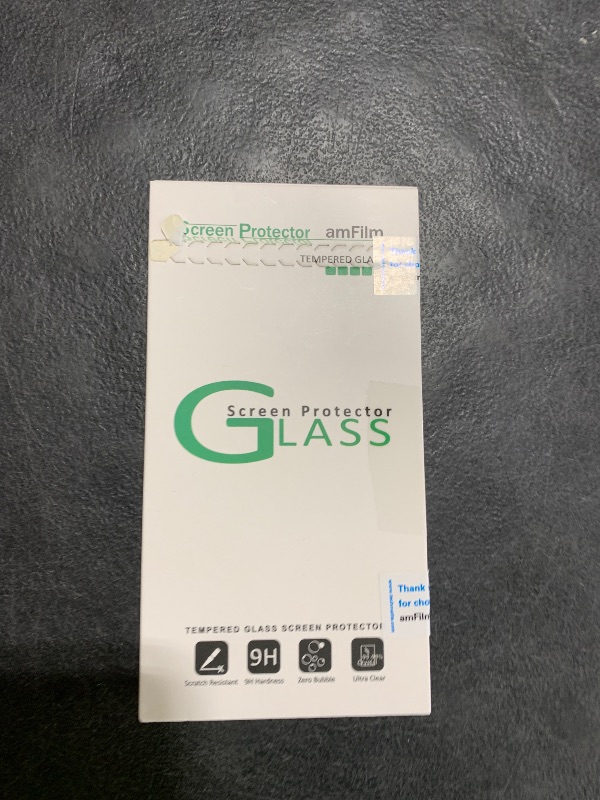 Screen Protector amFilm
TEMPERED GLA
Screen Protector
GLASS
Thank
for cho
amFilm
TEMPERED GLASS SCREEN PROTECTOR
9H
Scratch Resistant 9H Hardness Zero Bubble Ultra Clear